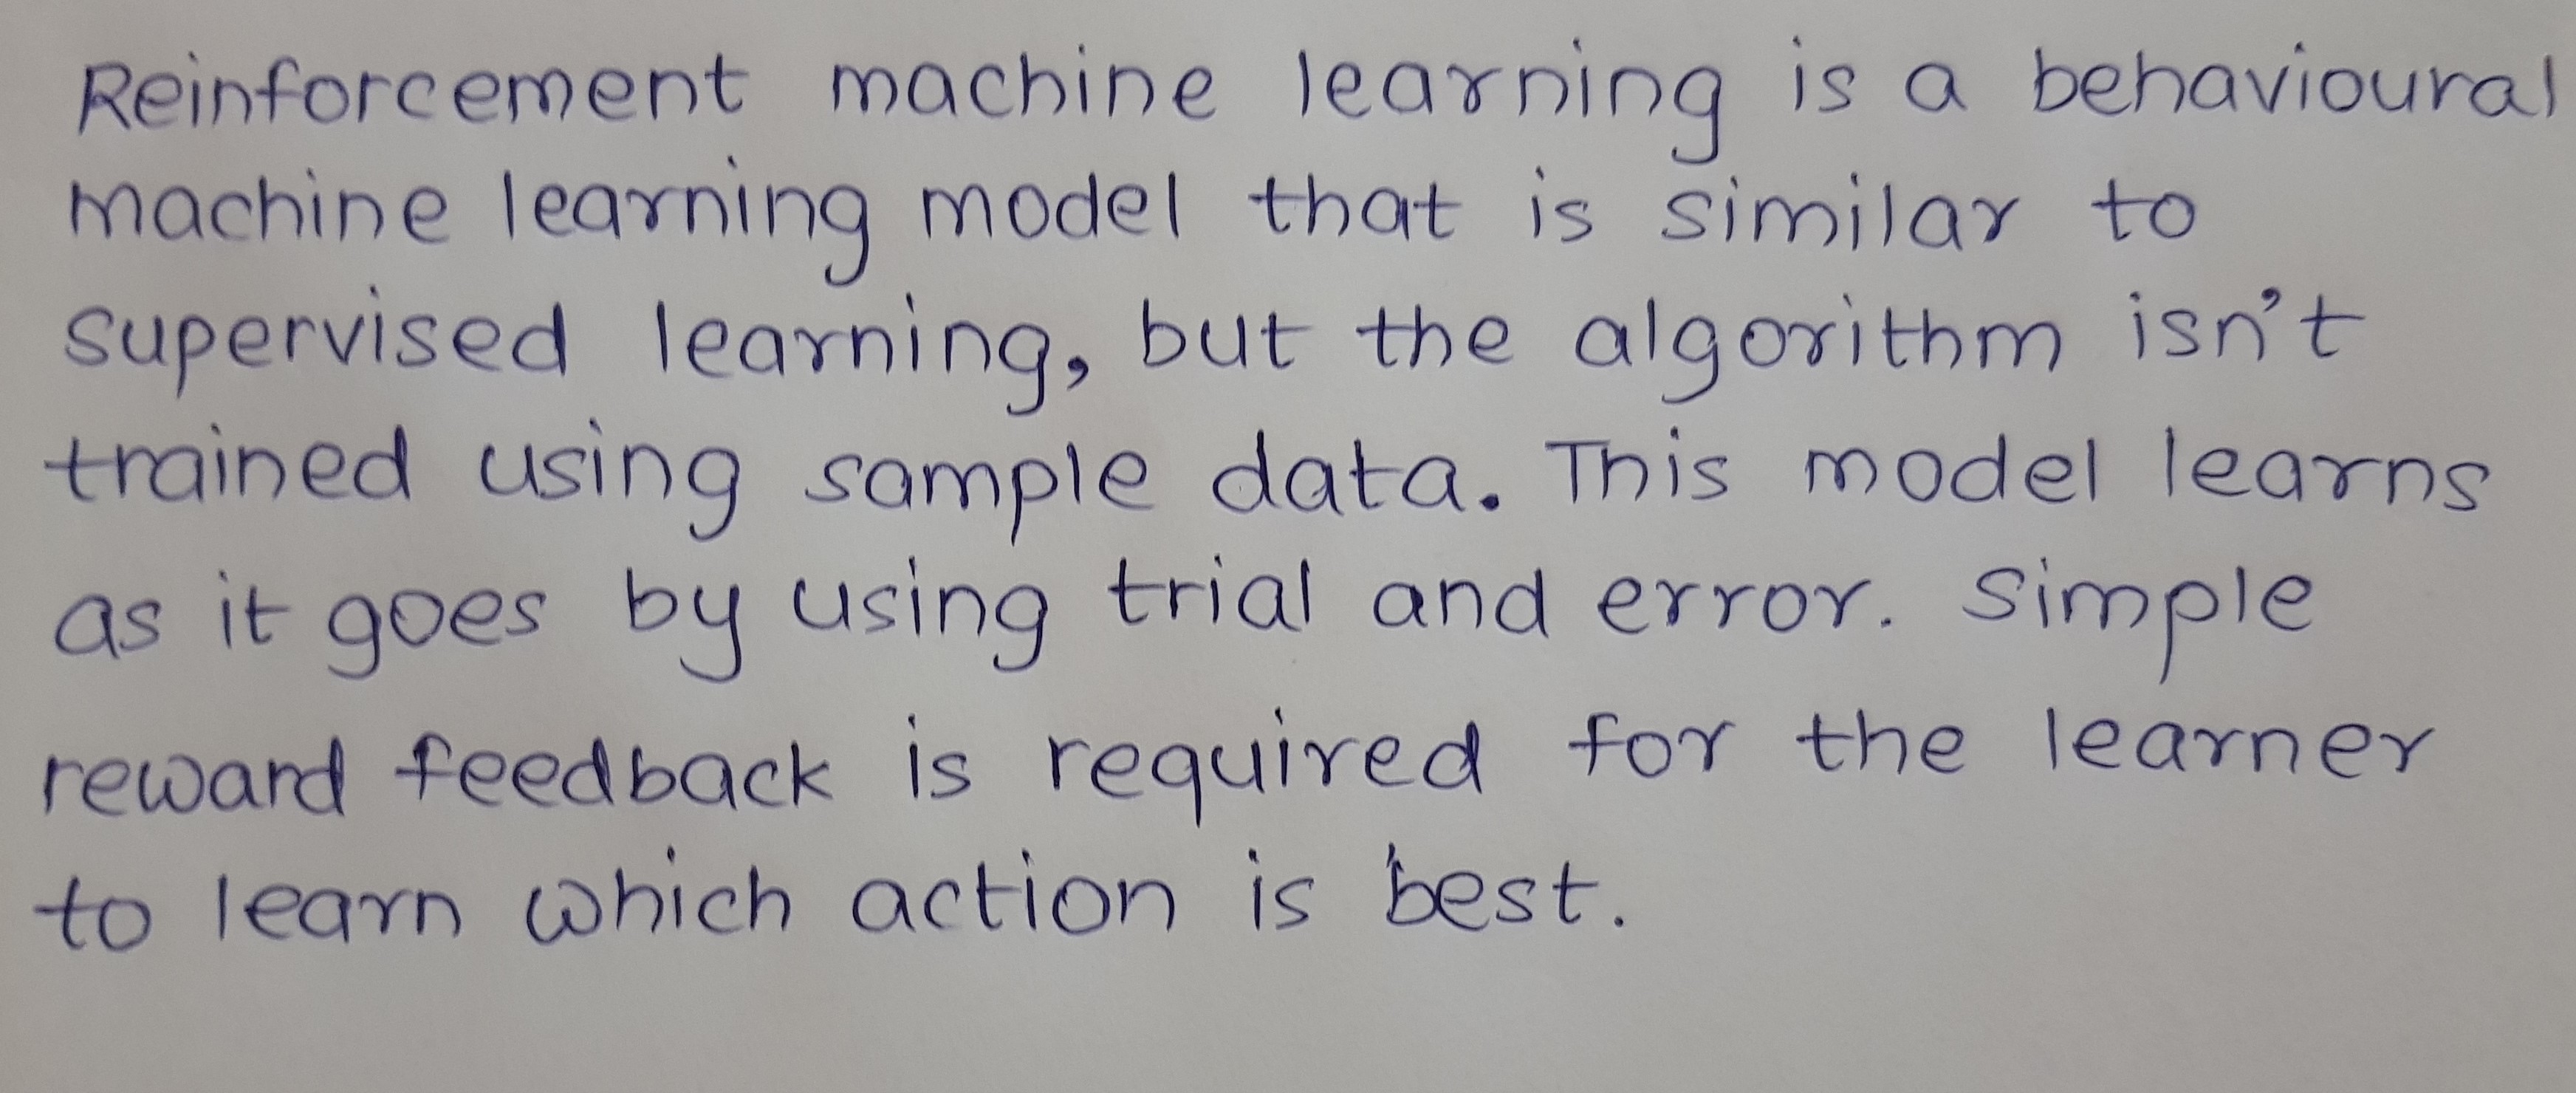 Reinforcement machine learning is a behavioural
machine learning model that is similar to
supervised learning, but the algorithm isn't
trained using sample data. This model learns
as it goes by using trial and error. Simple
reward feedback is required for the learner
to learn which action is best.